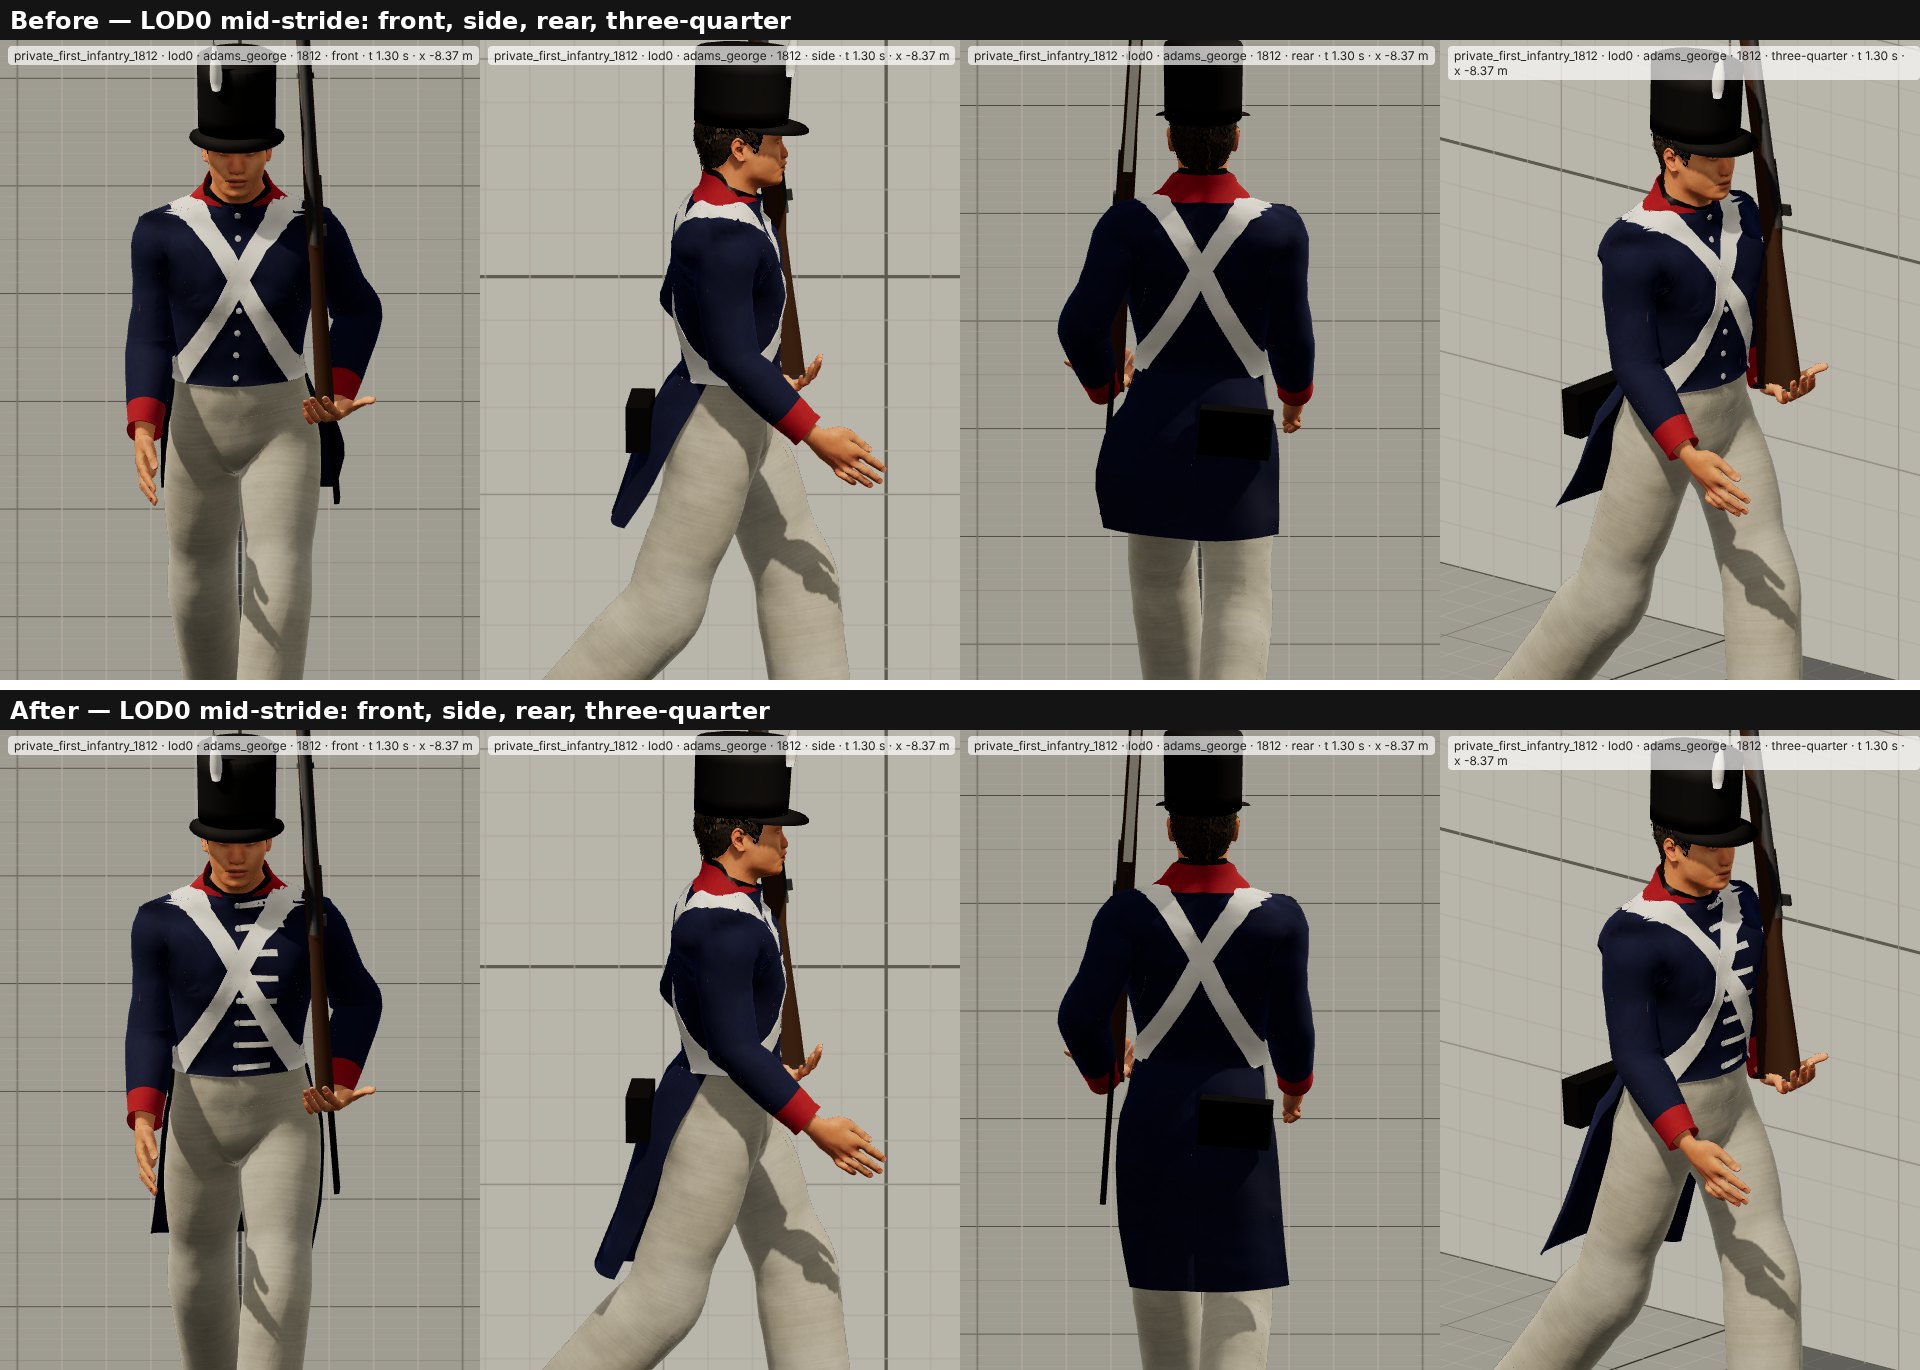 Before — LOD0 mid-stride: front, side, rear, three-quarter
private_first_infantry_1812 · lod0 · adams_george · 1812 · front · t 1.30 s · x -8.37 m
private_first_infantry_1812 · lod0 · adams_george · 1812 · side · t 1.30 s · x -8.37 m
private_first_infantry_1812 · lod0 · adams_george · 1812 · rear · t 1.30 s · x -8.37 m
private_first_infantry_1812 · lod0 · adams_george · 1812 · three-quarter · t 1.30 s ·
x -8.37 m
After — LOD0 mid-stride: front, side, rear, three-quarter
private_first_infantry_1812 · lod0 · adams_george · 1812 · front · t 1.30 s · x -8.37 m
private_first_infantry_1812 · lod0 · adams_george · 1812 · side · t 1.30 s · x -8.37 m
private_first_infantry_1812 · lod0 · adams_george · 1812 · rear · t 1.30 s · x -8.37 m
private_first_infantry_1812 · lod0 · adams_george · 1812 · three-quarter · t 1.30 s ·
x -8.37 m